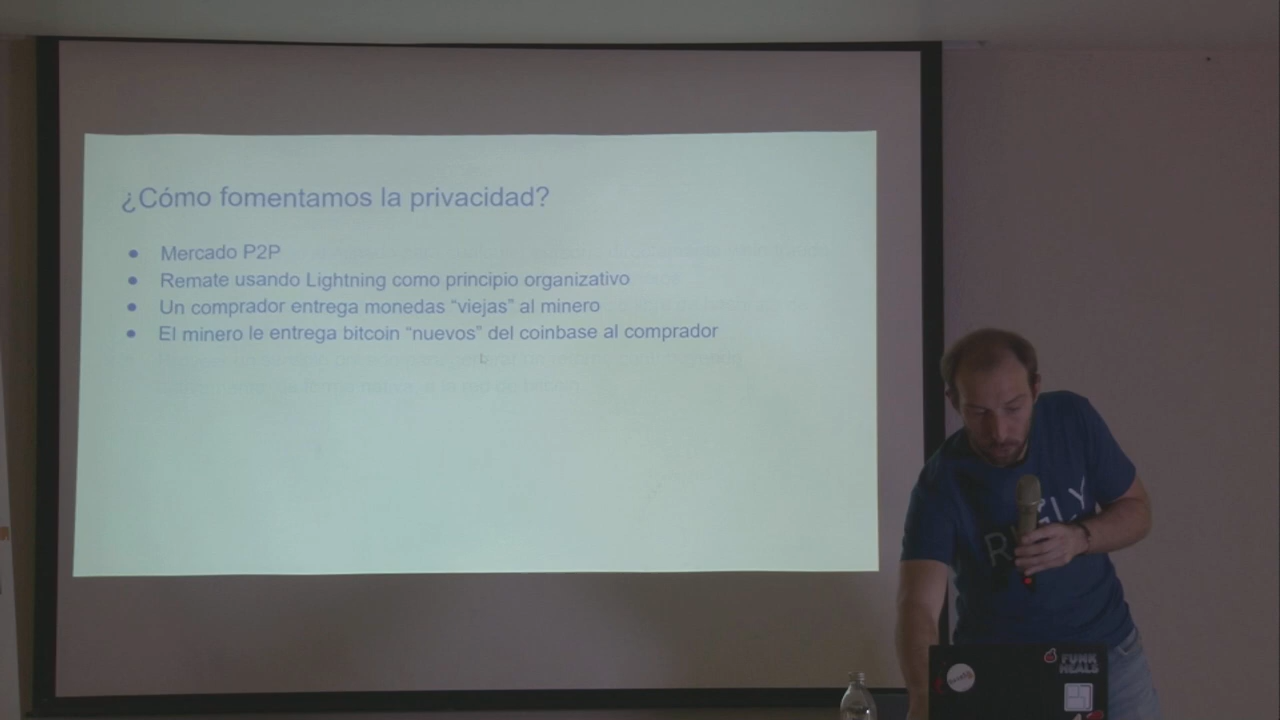 ¿Cómo fomentamos la privacidad?
● Mercado P2P
● Remate usando Lightning como principio organizativo
● Un comprador entrega monedas “viejas” al minero
● El minero le entrega bitcoin “nuevos” del coinbase al comprador
FUNK